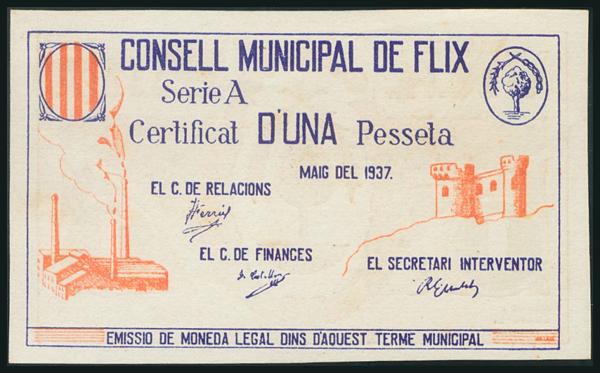 CONSELL MUNICIPAL DE FLIX
Serie A
Certificat D'UNA Pesseta
MAIG DEL 1937.
EL C. DE RELACIONS
EL C. DE FINANCES
EL SECRETARI INTERVENTOR
EMISSIO DE MONEDA LEGAL DINS D'AQUEST TERME MUNICIPAL